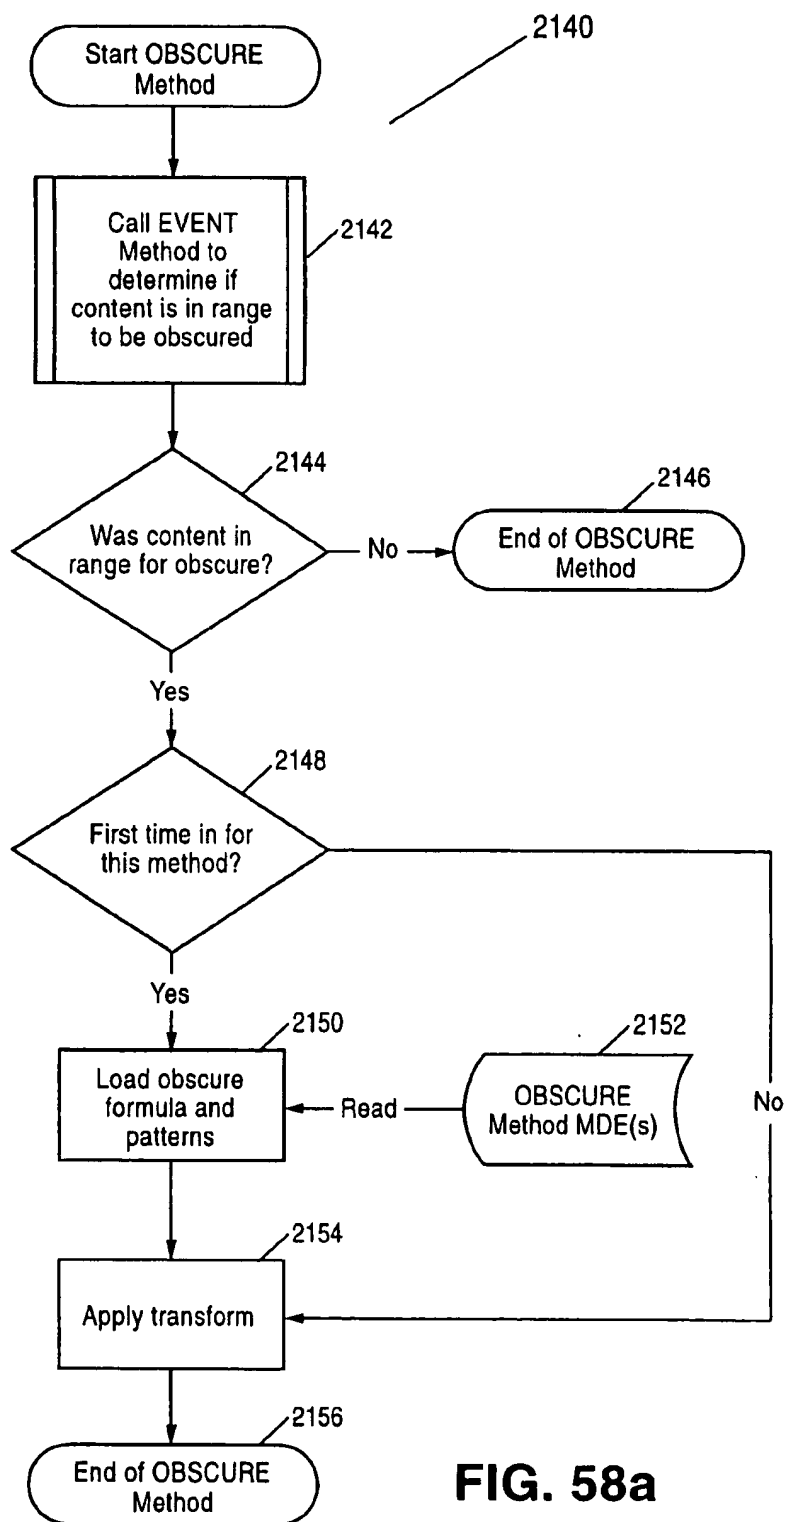 2140
Start OBSCURE
Method
Call EVENT
Method to
determine if
content is in range
to be obscured
2142
2144
Was content in
range for obscure?
No
2146
End of OBSCURE
Method
Yes
2148
First time in for
this method?
Yes
No
2150
Load obscure
formula and
patterns
Read
2152
OBSCURE
Method MDE(s)
2154
Apply transform
2156
End of OBSCURE
Method
FIG. 58a